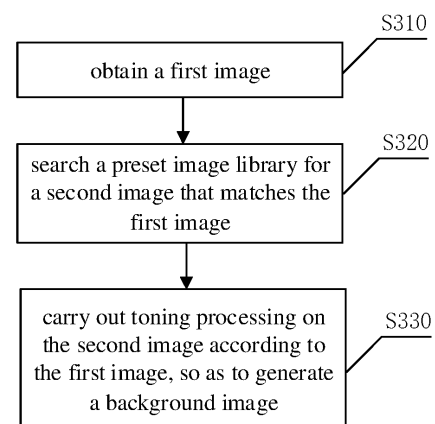 S310
obtain a first image
S320
search a preset image library for
a second image that matches the
first image
S330
carry out toning processing on
the second image according to
the first image, so as to generate
a background image